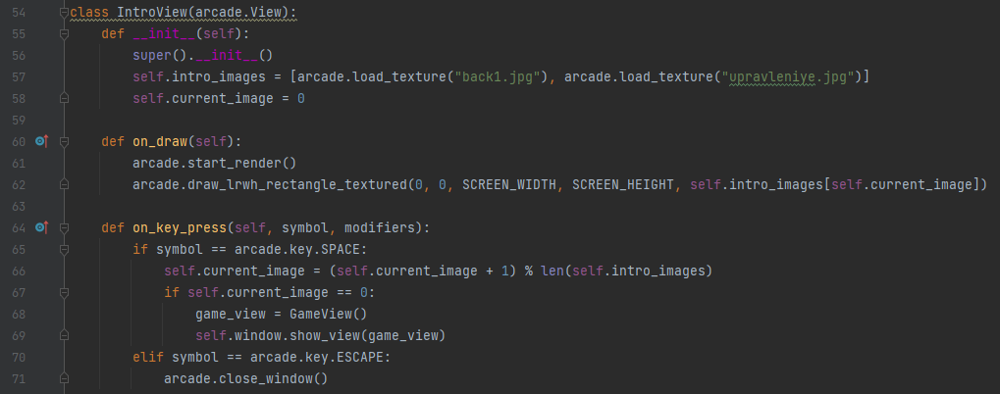 54 class IntroView(arcade.View):
55     def __init__(self):
56         super().__init__()
57         self.intro_images = [arcade.load_texture("back1.jpg"), arcade.load_texture("upravleniye.jpg")]
58         self.current_image = 0
59
60     def on_draw(self):
61         arcade.start_render()
62         arcade.draw_lrwh_rectangle_textured(0, 0, SCREEN_WIDTH, SCREEN_HEIGHT, self.intro_images[self.current_image])
63
64     def on_key_press(self, symbol, modifiers):
65         if symbol == arcade.key.SPACE:
66             self.current_image = (self.current_image + 1) % len(self.intro_images)
67             if self.current_image == 0:
68                 game_view = GameView()
69                 self.window.show_view(game_view)
70         elif symbol == arcade.key.ESCAPE:
71             arcade.close_window()